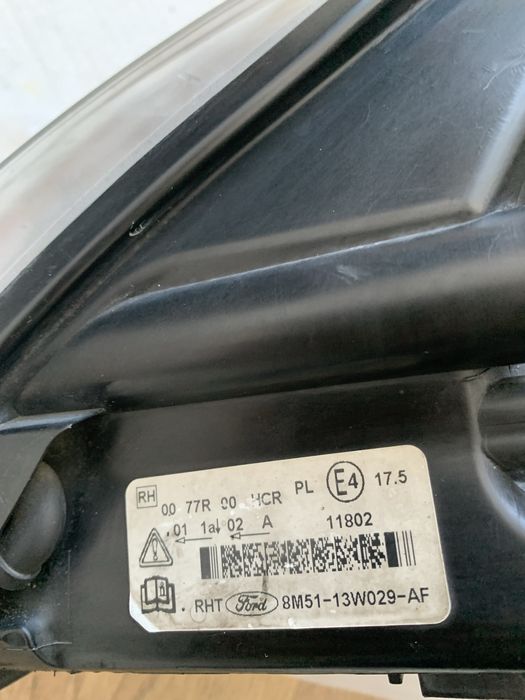 RH 00 77R 00 HCR PL E4 17.5
01 1a 02 A 11802
RHT Ford 8M51-13W029-AF